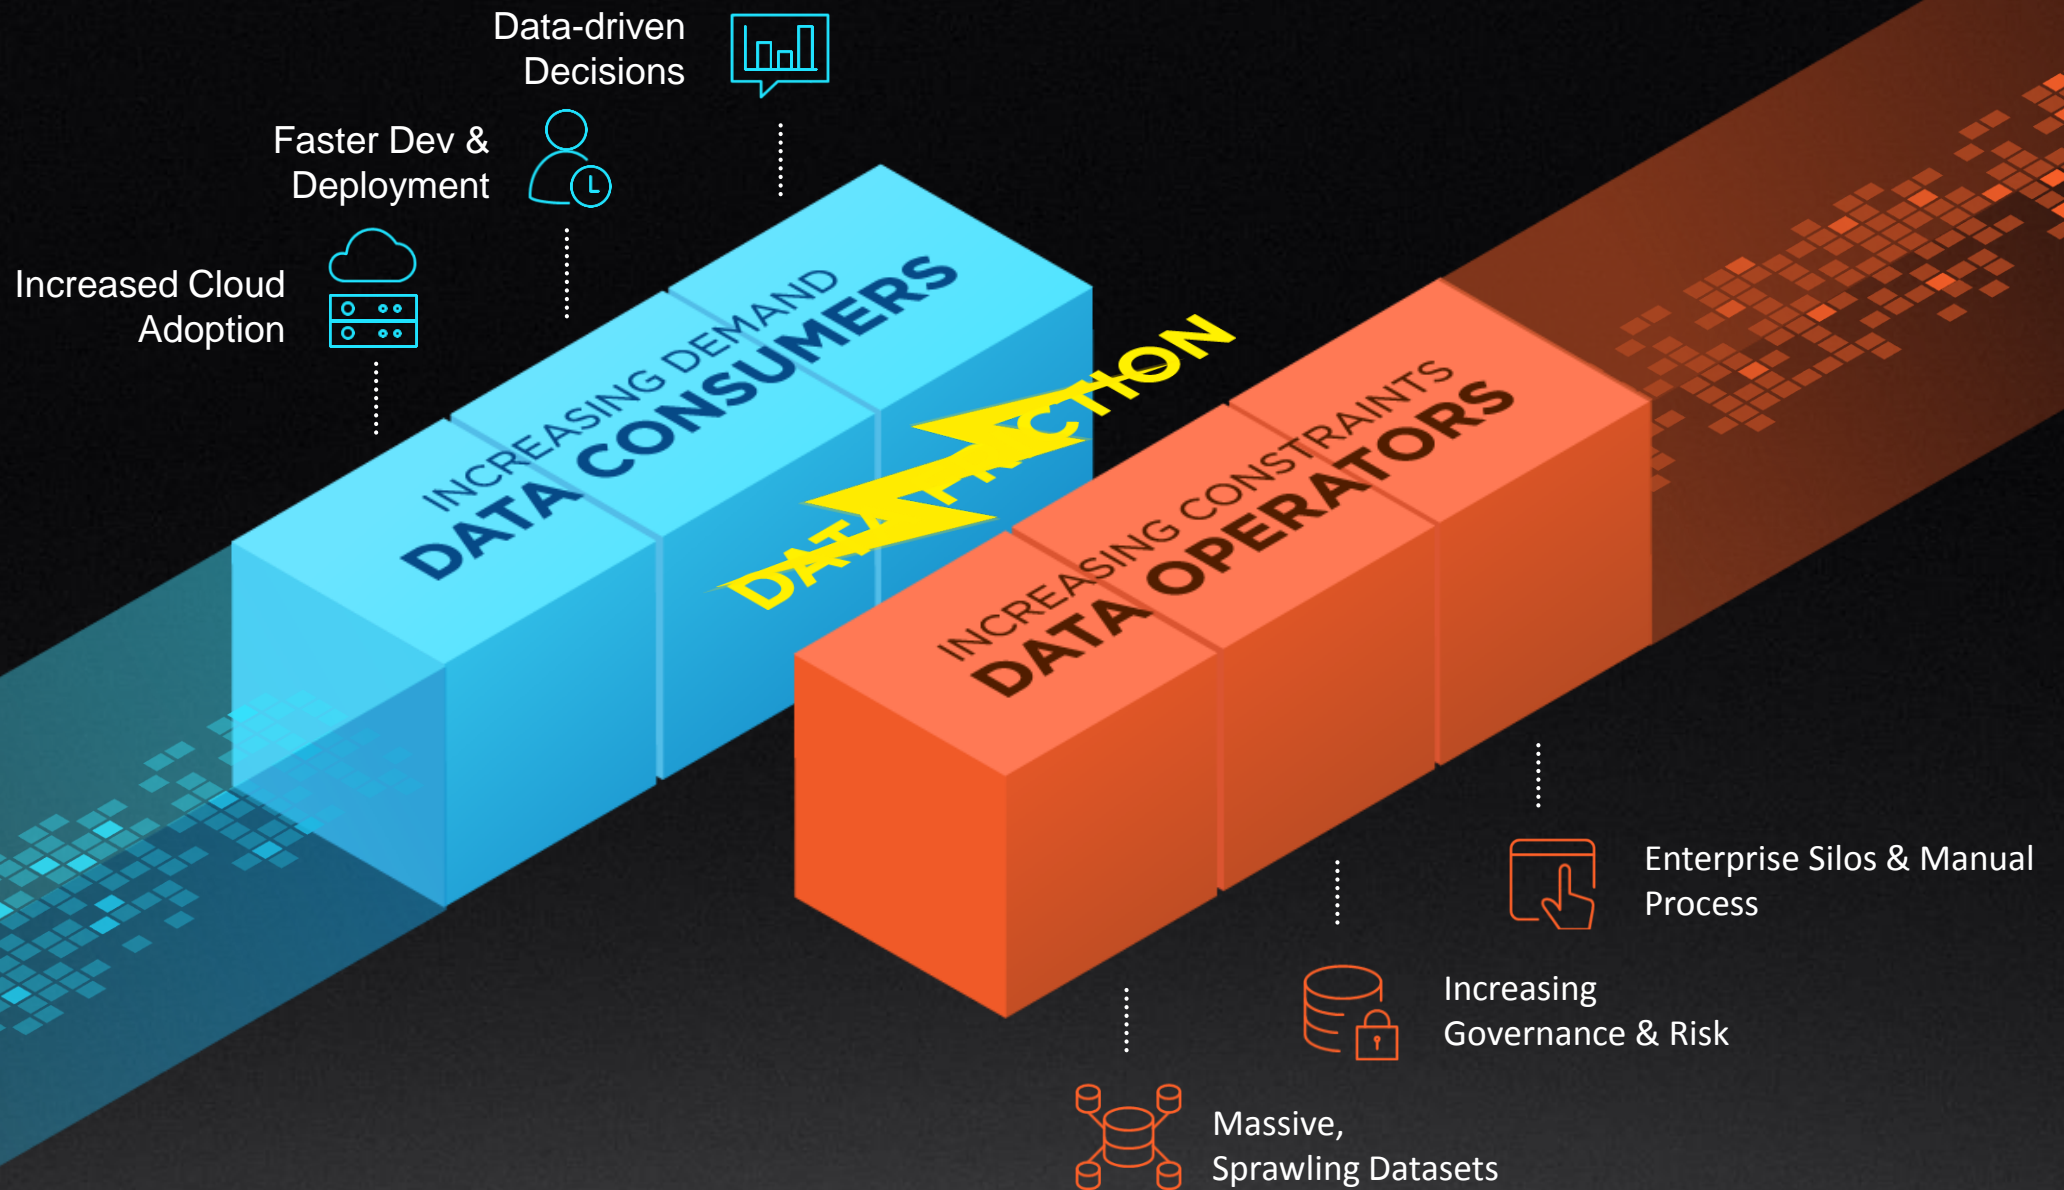 Data-driven
Decisions
Faster Dev &
Deployment
Increased Cloud
Adoption
INCREASING DEMAND
DATA CONSUMERS
DATA FRICTION
INCREASING CONSTRAINTS
DATA OPERATORS
Enterprise Silos & Manual
Process
Increasing
Governance & Risk
Massive,
Sprawling Datasets